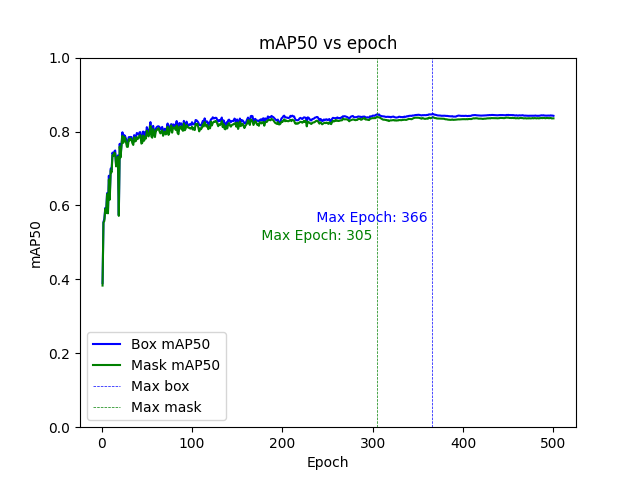 mAP50 vs epoch
1.0
0.8
0.6
0.4
0.2
0.0
mAP50
Max Epoch: 366
Max Epoch: 305
Box mAP50
Mask mAP50
Max box
Max mask
0 100 200 300 400 500
Epoch